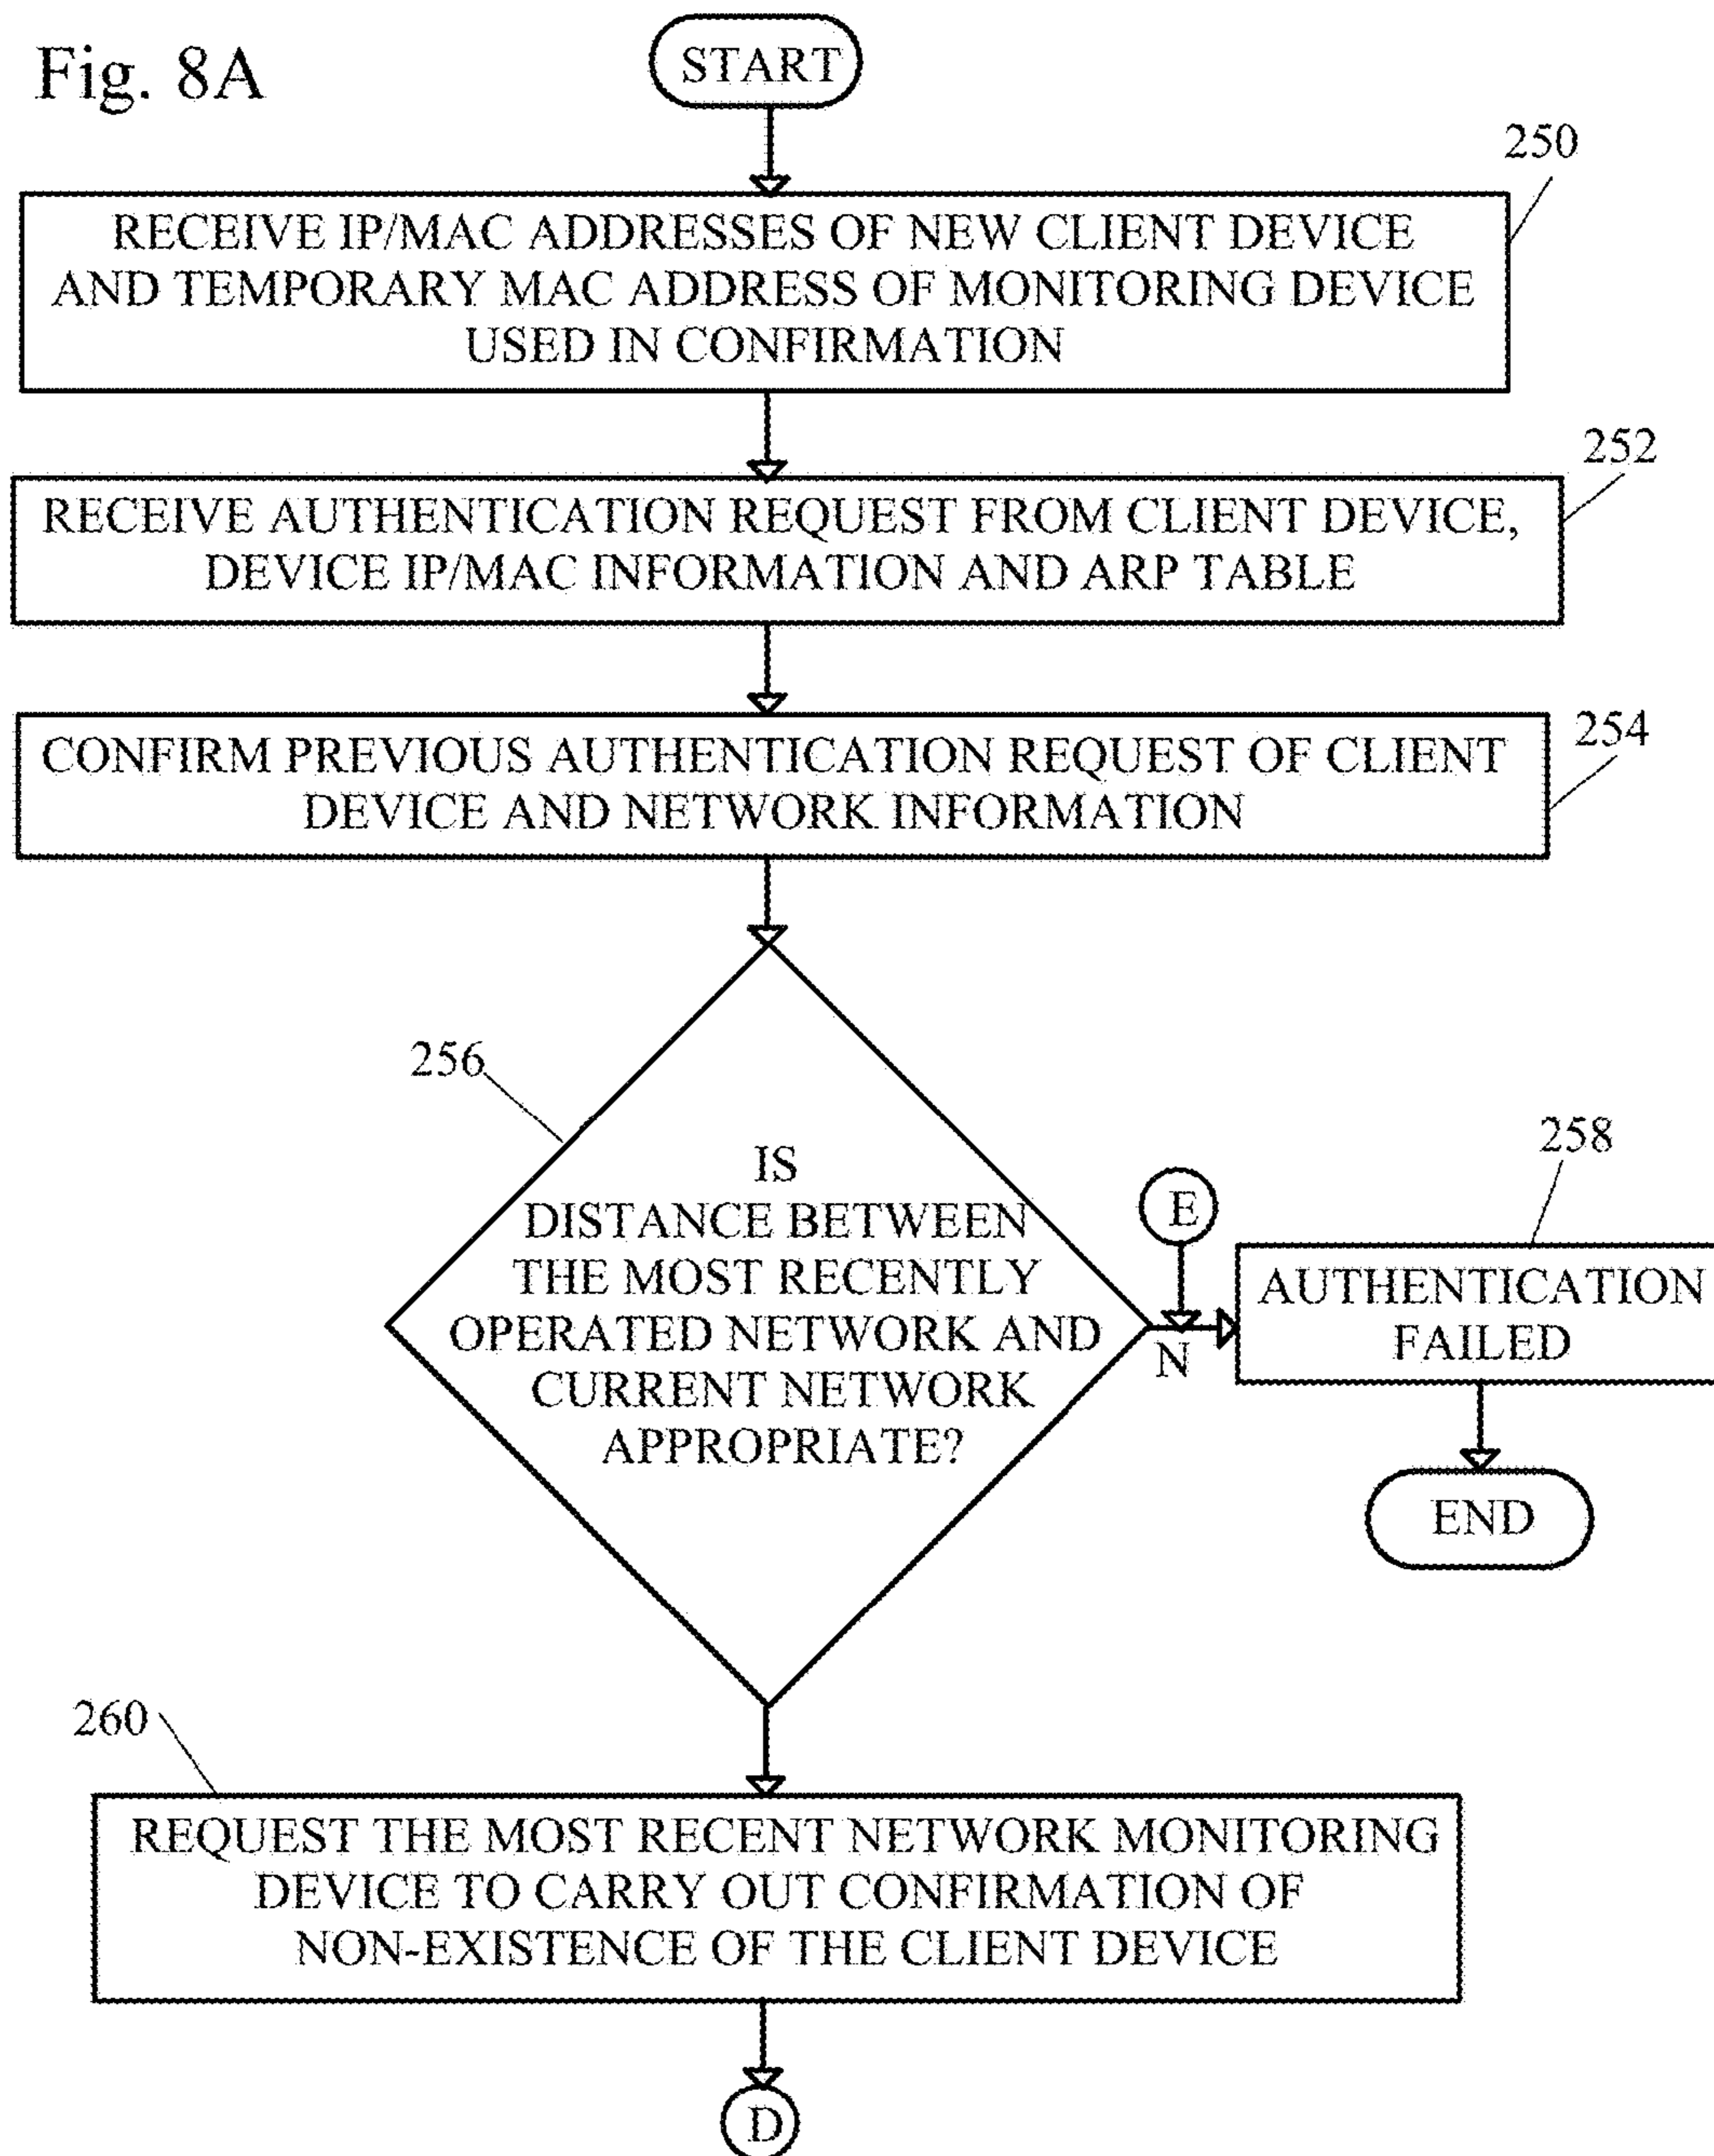 Fig. 8A
START
250
RECEIVE IP/MAC ADDRESSES OF NEW CLIENT DEVICE
AND TEMPORARY MAC ADDRESS OF MONITORING DEVICE
USED IN CONFIRMATION
252
RECEIVE AUTHENTICATION REQUEST FROM CLIENT DEVICE,
DEVICE IP/MAC INFORMATION AND ARP TABLE
254
CONFIRM PREVIOUS AUTHENTICATION REQUEST OF CLIENT
DEVICE AND NETWORK INFORMATION
256
IS
DISTANCE BETWEEN
THE MOST RECENTLY
OPERATED NETWORK AND
CURRENT NETWORK
APPROPRIATE?
E
N
258
AUTHENTICATION
FAILED
END
260
REQUEST THE MOST RECENT NETWORK MONITORING
DEVICE TO CARRY OUT CONFIRMATION OF
NON-EXISTENCE OF THE CLIENT DEVICE
D